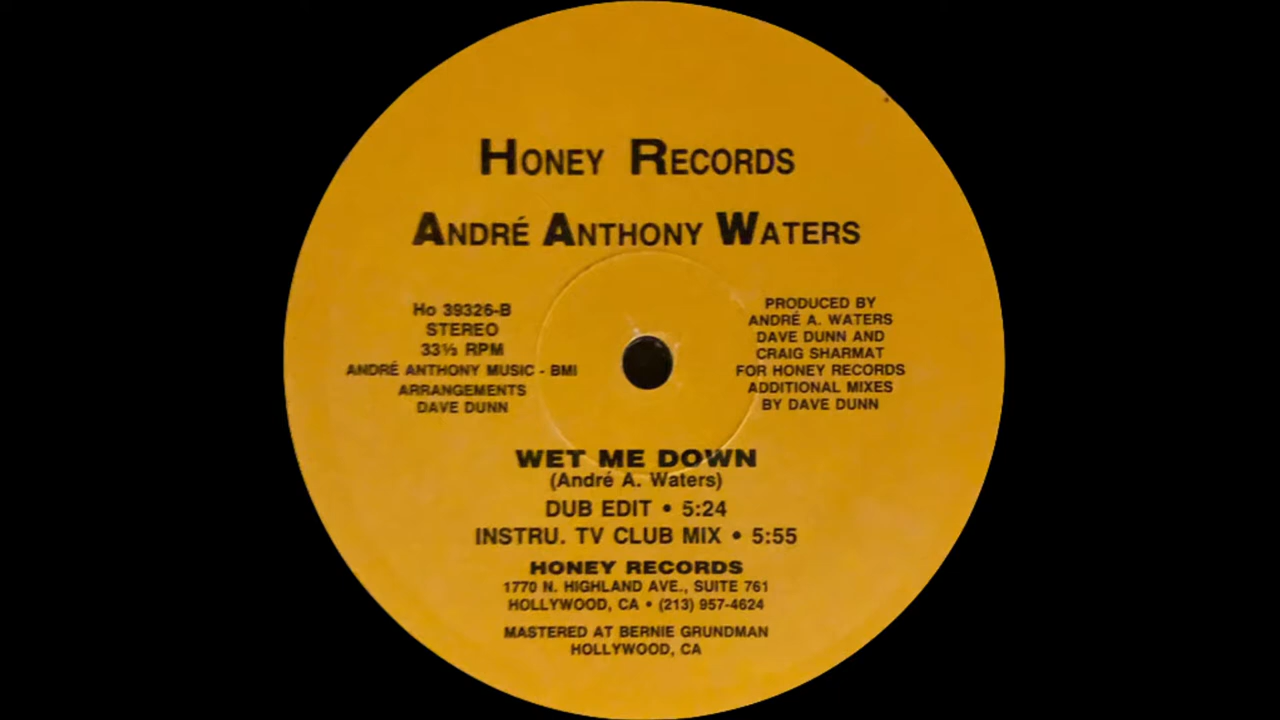 HONEY RECORDS
ANDRÉ ANTHONY WATERS
Ho 39326-B
STEREO
33⅓ RPM
ANDRÉ ANTHONY MUSIC - BMI
ARRANGEMENTS
DAVE DUNN
PRODUCED BY
ANDRÉ A. WATERS
DAVE DUNN AND
CRAIG SHARMAT
FOR HONEY RECORDS
ADDITIONAL MIXES
BY DAVE DUNN
WET ME DOWN
(André A. Waters)
DUB EDIT • 5:24
INSTRU. TV CLUB MIX • 5:55
HONEY RECORDS
1770 N. HIGHLAND AVE., SUITE 761
HOLLYWOOD, CA • (213) 957-4624
MASTERED AT BERNIE GRUNDMAN
HOLLYWOOD, CA